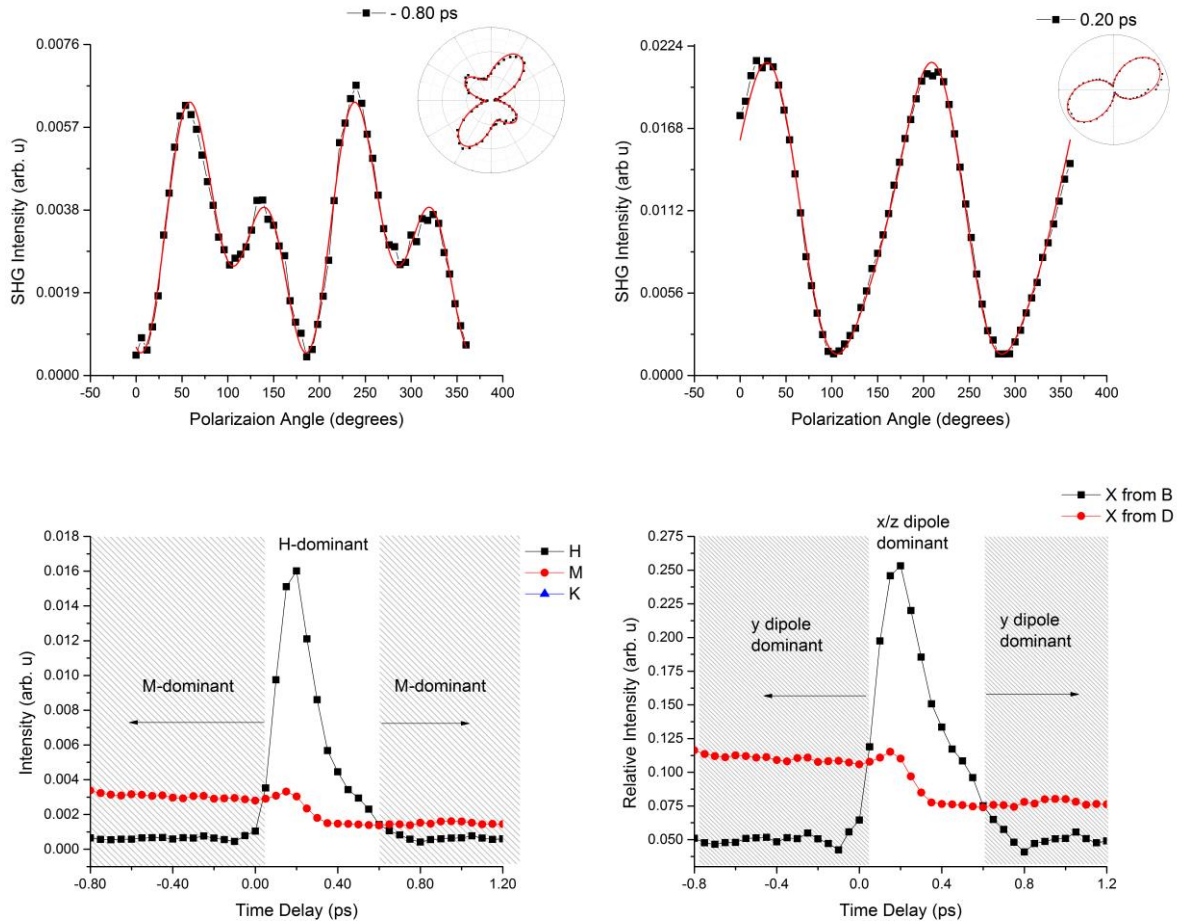 - 0.80 ps
0.0076
0.0057
0.0038
0.0019
0.0000
SHG Intensity (arb. u)
-50 0 50 100 150 200 250 300 350 400
Polarizaion Angle (degrees)
0.20 ps
0.0224
0.0168
0.0112
0.0056
0.0000
SHG Intensity (arb u)
-50 0 50 100 150 200 250 300 350 400
Polarization Angle (degrees)
0.018
0.016
0.014
0.012
0.010
0.008
0.006
0.004
0.002
0.000
Intensity (arb. u)
H-dominant
M-dominant
M-dominant
H
M
K
-0.80 -0.40 0.00 0.40 0.80 1.20
Time Delay (ps)
X from B
X from D
0.275
0.250
0.225
0.200
0.175
0.150
0.125
0.100
0.075
0.050
Relative Intensity (arb. u)
x/z dipole
dominant
y dipole
dominant
y dipole
dominant
-0.8 -0.4 0.0 0.4 0.8 1.2
Time Delay (ps)